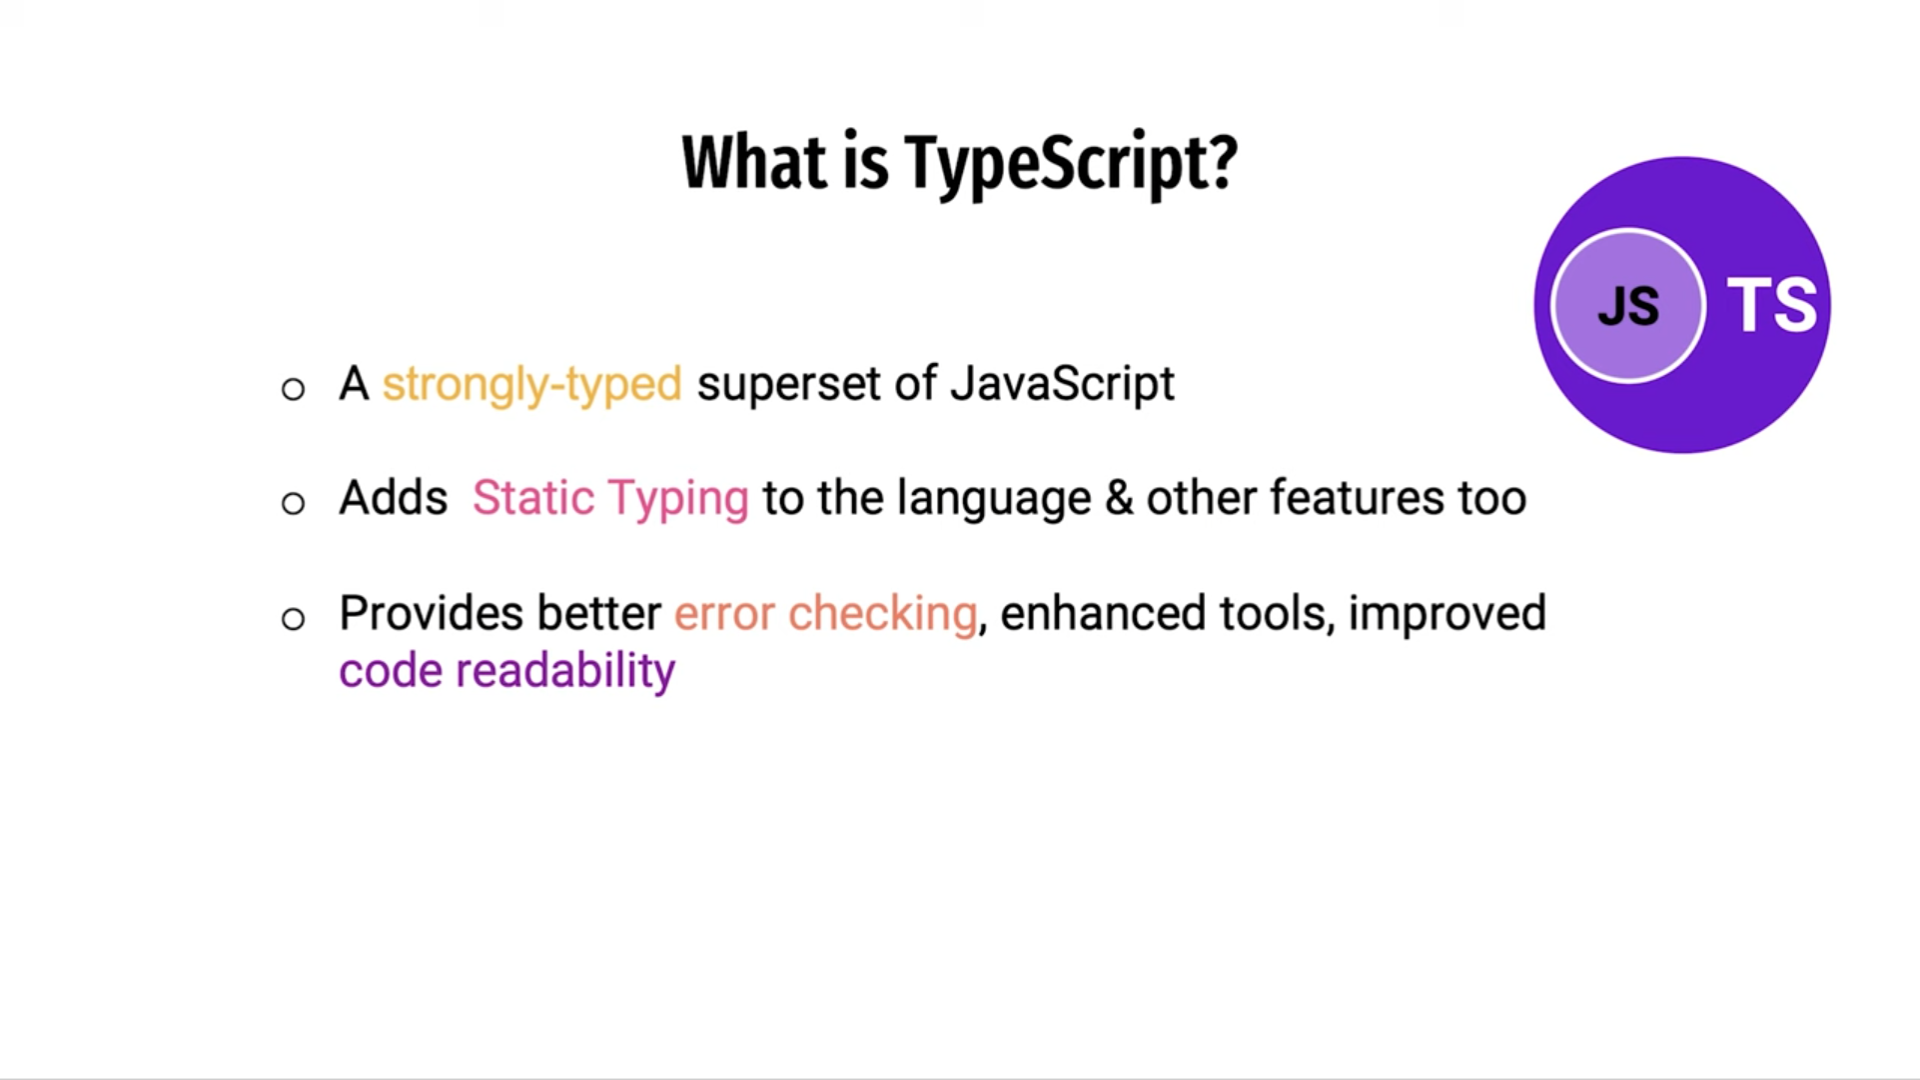 What is TypeScript?
JS TS
○ A strongly-typed superset of JavaScript
○ Adds Static Typing to the language & other features too
○ Provides better error checking, enhanced tools, improved
code readability